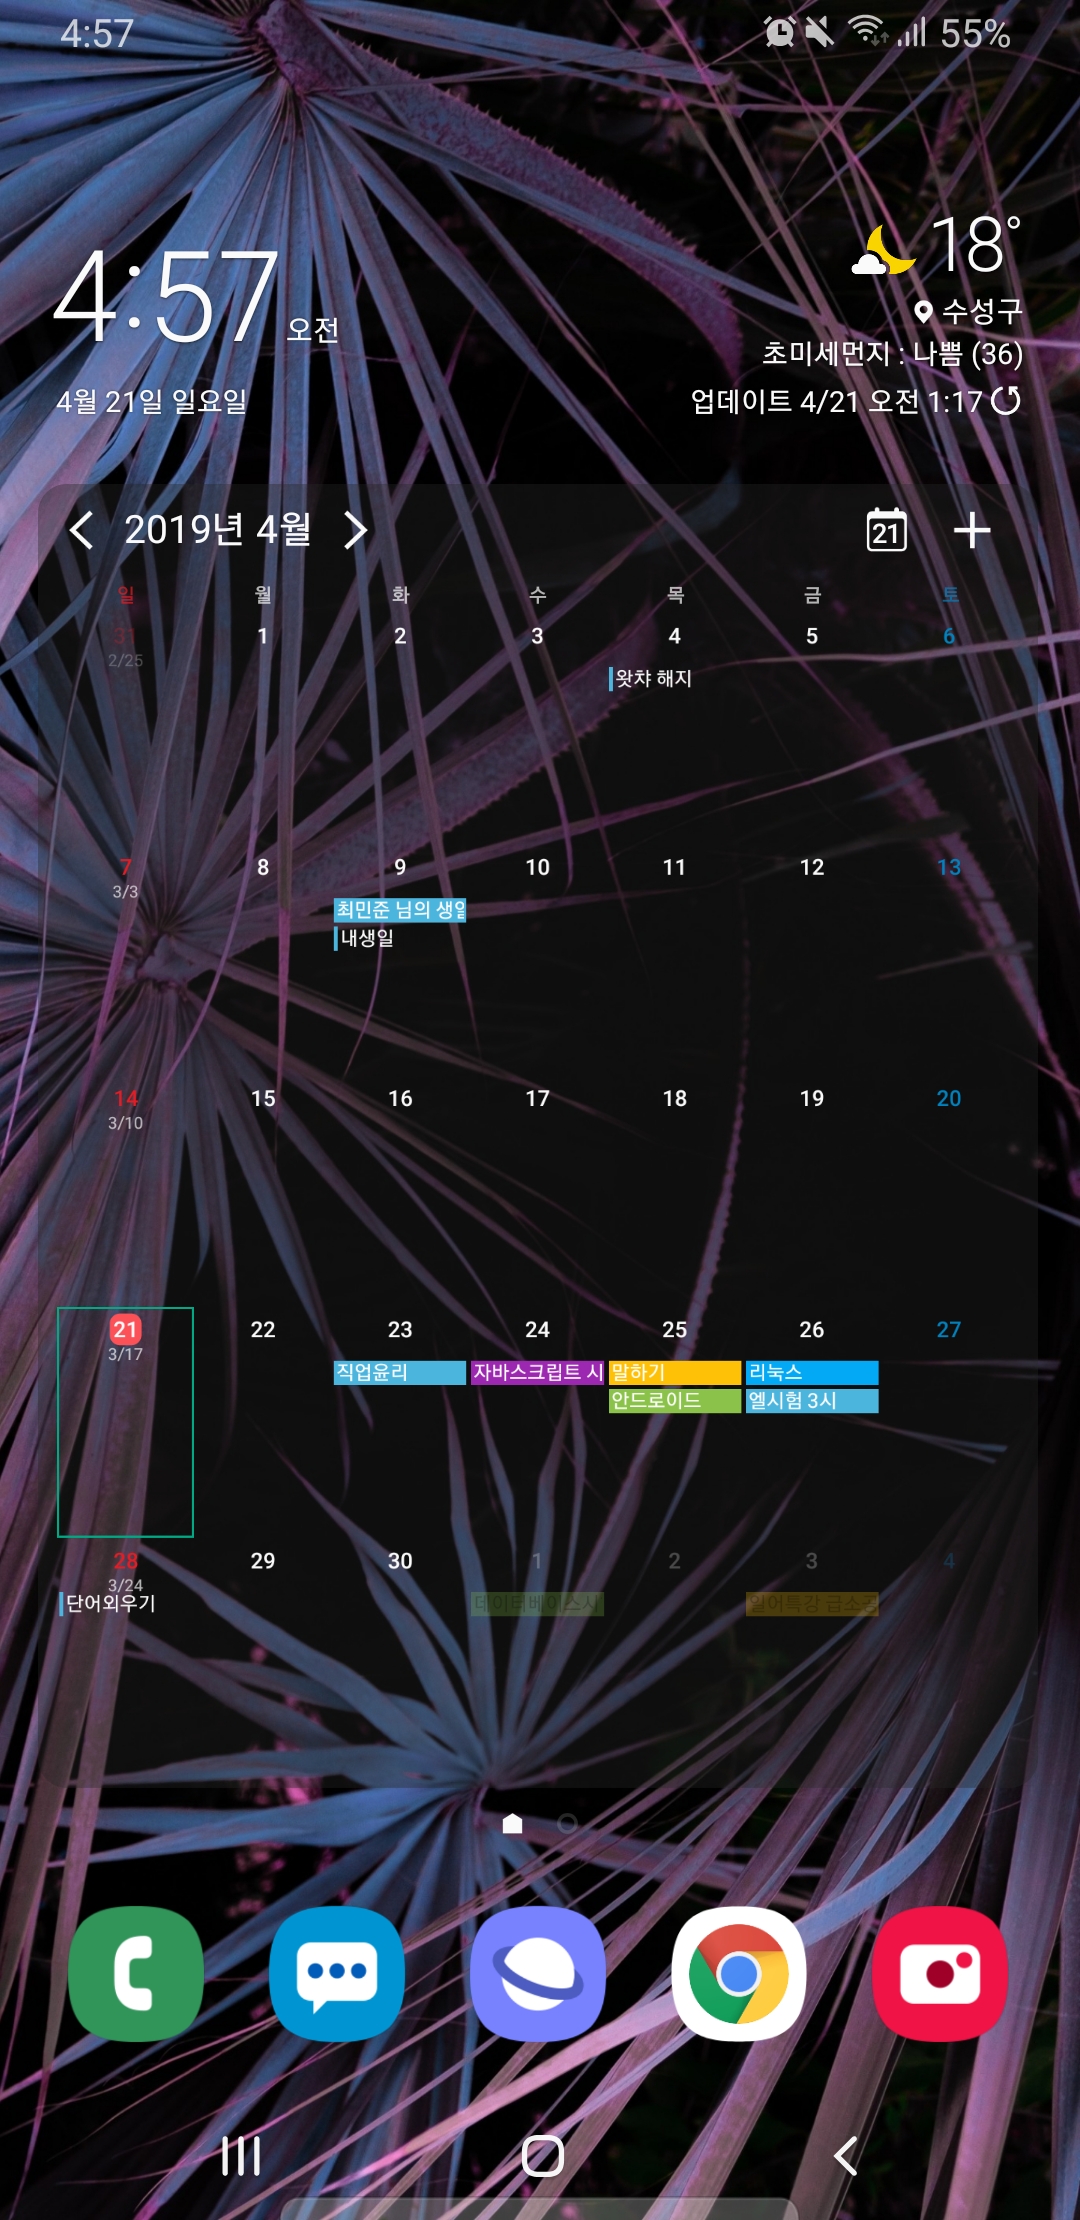 4:57
55%
4:57 오전
4월 21일 일요일
18°
수성구
초미세먼지 : 나쁨 (36)
업데이트 4/21 오전 1:17
2019년 4월
21
일 월 화 수 목 금 토
31 1 2 3 4 5 6
2/25
왓챠 해지
7 8 9 10 11 12 13
3/3
최민준 님의 생일
내생일
14 15 16 17 18 19 20
3/10
21 22 23 24 25 26 27
3/17
직업윤리 자바스크립트 시 말하기 리눅스
안드로이드 엘시험 3시
28 29 30 1 2 3 4
3/24
단어외우기 데이터베이스시 일어특강 급소공